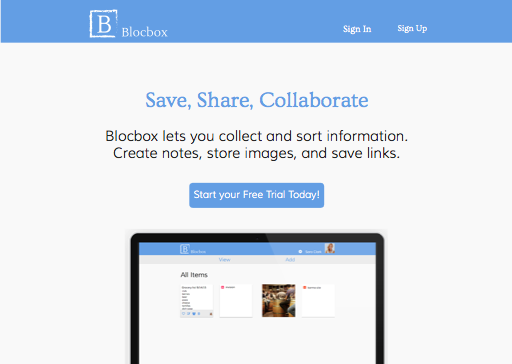 B Blocbox
Sign In
Sign Up
Save, Share, Collaborate
Blocbox lets you collect and sort information.
Create notes, store images, and save links.
Start your Free Trial Today!
B Blocbox
View
Add
All Items